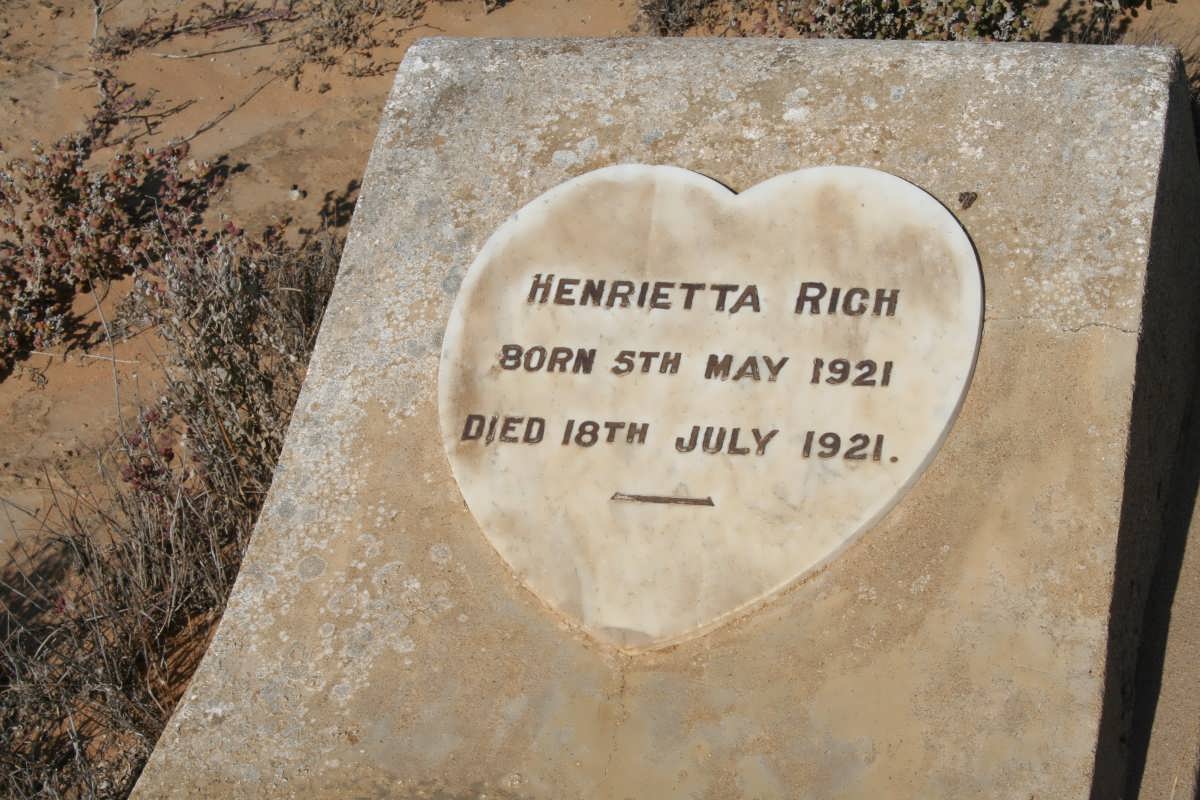 HENRIETTA RICH
BORN 5TH MAY 1921
DIED 18TH JULY 1921.